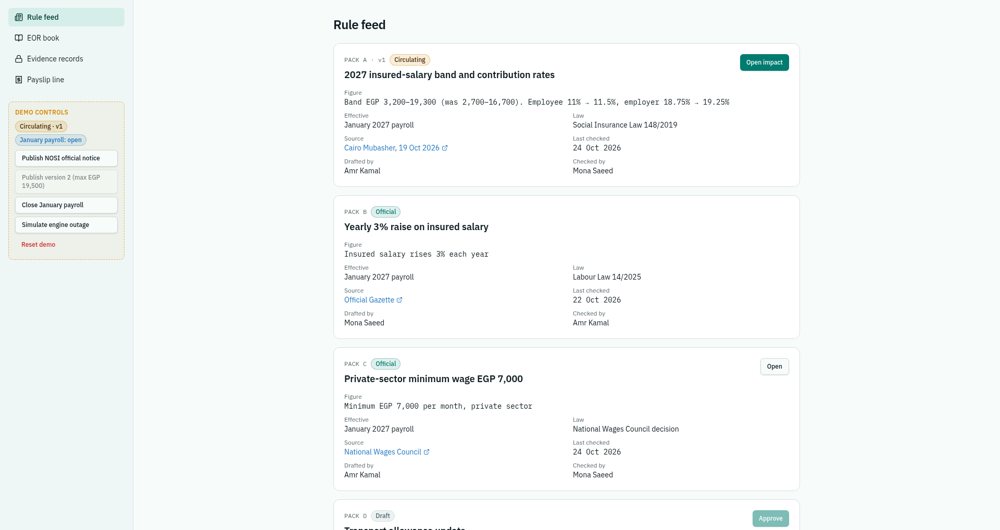 Rule feed
EOR book
Evidence records
Payslip line
DEMO CONTROLS
Circulating · v1
January payroll: open
Publish NOSI official notice
Publish version 2 (max EGP
19,500)
Close January payroll
Simulate engine outage
Reset demo
Rule feed
PACK A · v1 Circulating
Open impact
2027 insured-salary band and contribution rates
Figure
Band EGP 3,200–19,300 (was 2,700–16,700). Employee 11% → 11.5%, employer 18.75% → 19.25%
Effective
January 2027 payroll
Law
Social Insurance Law 148/2019
Source
Cairo Mubasher, 19 Oct 2026
Last checked
24 Oct 2026
Drafted by
Amr Kamal
Checked by
Mona Saeed
PACK B Official
Yearly 3% raise on insured salary
Figure
Insured salary rises 3% each year
Effective
January 2027 payroll
Law
Labour Law 14/2025
Source
Official Gazette
Last checked
22 Oct 2026
Drafted by
Mona Saeed
Checked by
Amr Kamal
PACK C Official
Open
Private-sector minimum wage EGP 7,000
Figure
Minimum EGP 7,000 per month, private sector
Effective
January 2027 payroll
Law
National Wages Council decision
Source
National Wages Council
Last checked
24 Oct 2026
Drafted by
Amr Kamal
Checked by
Mona Saeed
PACK D Draft
Approve
Transport allowance update